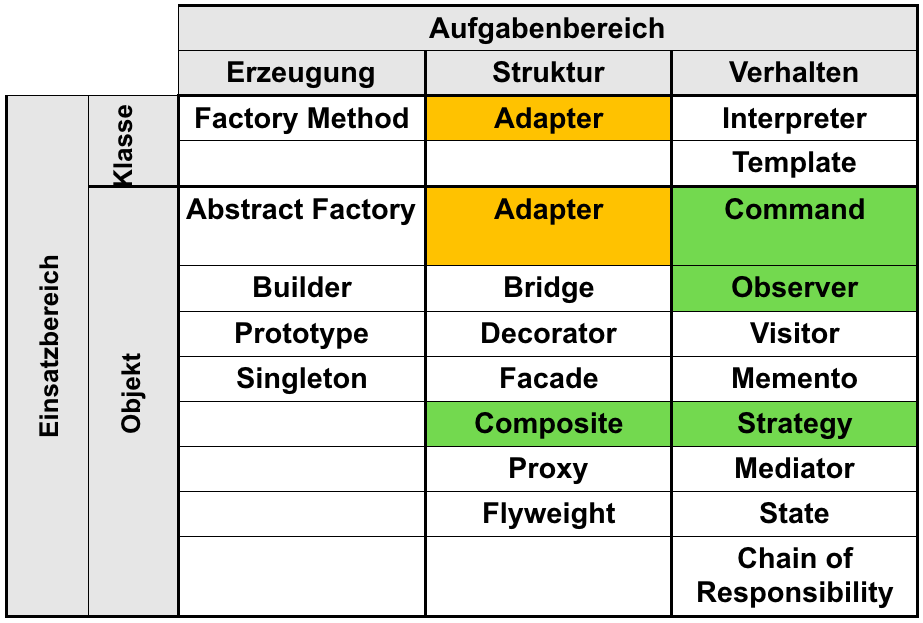 Aufgabenbereich
Erzeugung Struktur Verhalten
Einsatzbereich
Klasse
Factory Method Adapter Interpreter
Template
Objekt
Abstract Factory Adapter Command
Builder Bridge Observer
Prototype Decorator Visitor
Singleton Facade Memento
Composite Strategy
Proxy Mediator
Flyweight State
Chain of
Responsibility